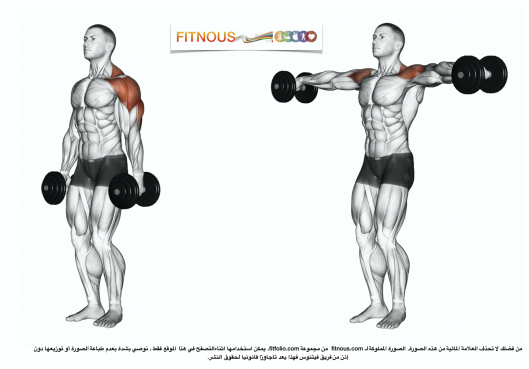 FITNOUS
من فضلك لا تحذف العلامة المائية من هذه الصورة. الصورة المملوكة لـ fitnous.com من مجموعة fitfolio.com/، يمكن استخدامها اثناءالتصفح في هذا الموقع فقط، نوصي بشدة بعدم طباعة الصورة أو توزيعها دون
إذن من فريق فيتنوس فهذا يعد تاجاوزا قانونيا لحقوق النشر.